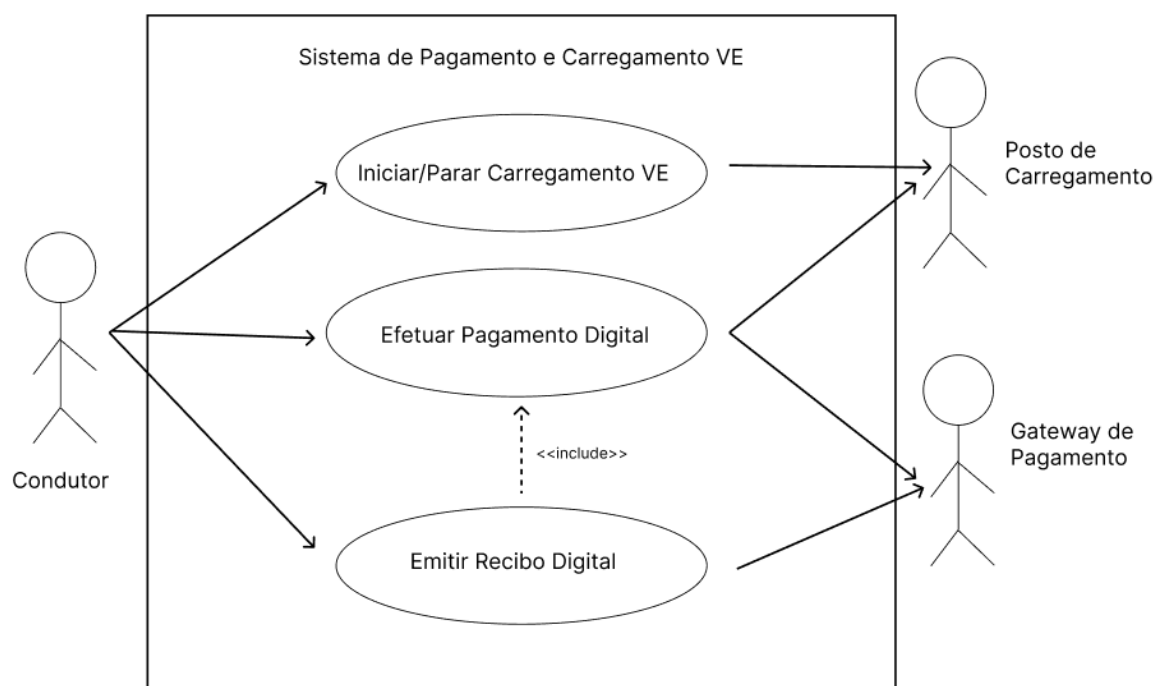 Sistema de Pagamento e Carregamento VE
Iniciar/Parar Carregamento VE
Posto de
Carregamento
Efetuar Pagamento Digital
<<include>>
Gateway de
Pagamento
Condutor
Emitir Recibo Digital